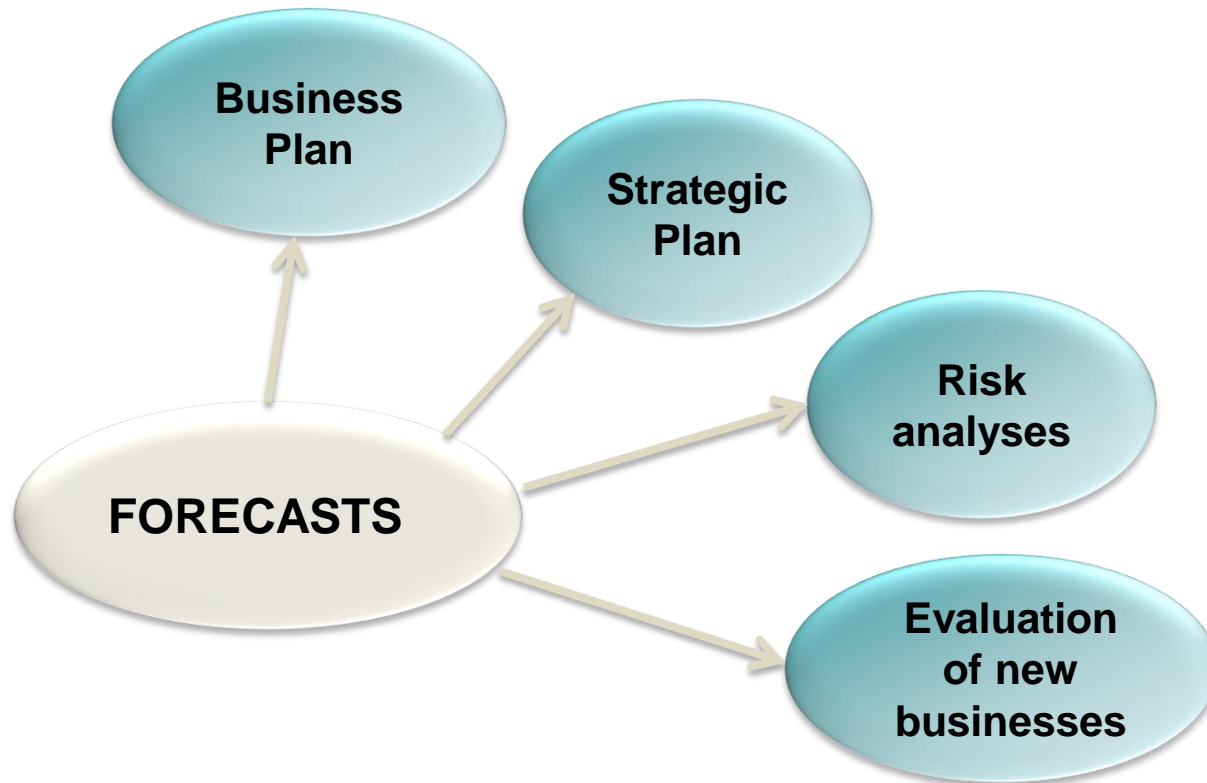 Business
Plan
Strategic
Plan
Risk
analyses
FORECASTS
Evaluation
of new
businesses